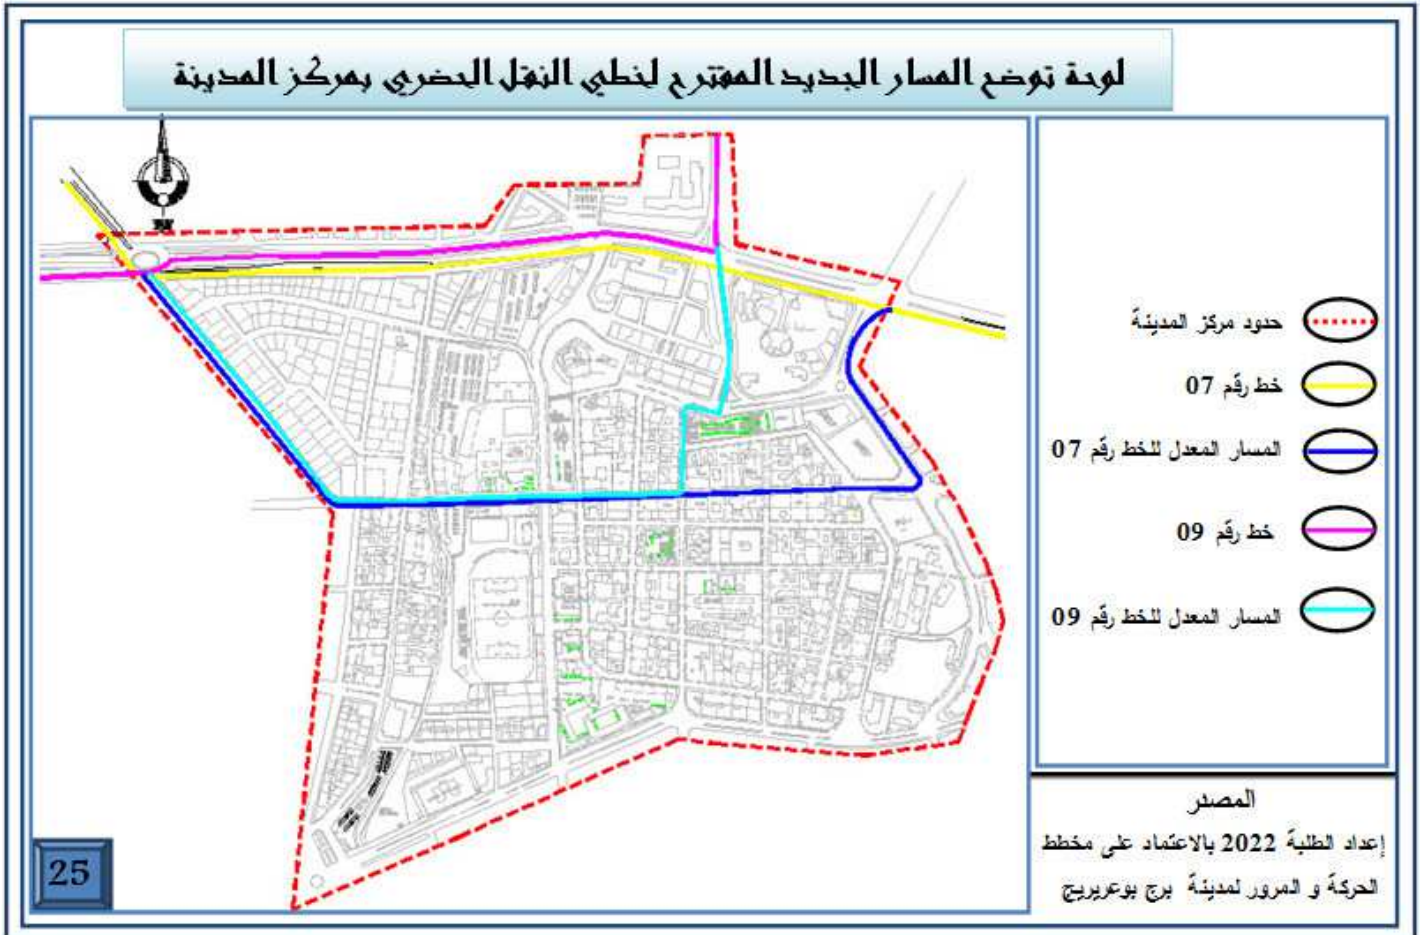 لوحة توضح المسار الجديد المقترح لخطي النقل الحضري بمركز المدينة
حدود مركز المدينة
خط رقم 07
المسار المعدل للخط رقم 07
خط رقم 09
المسار المعدل للخط رقم 09
المصدر
إعداد الطلبة 2022 بالاعتماد على مخطط
الحركة و المرور لمدينة برج بوعريريج
25